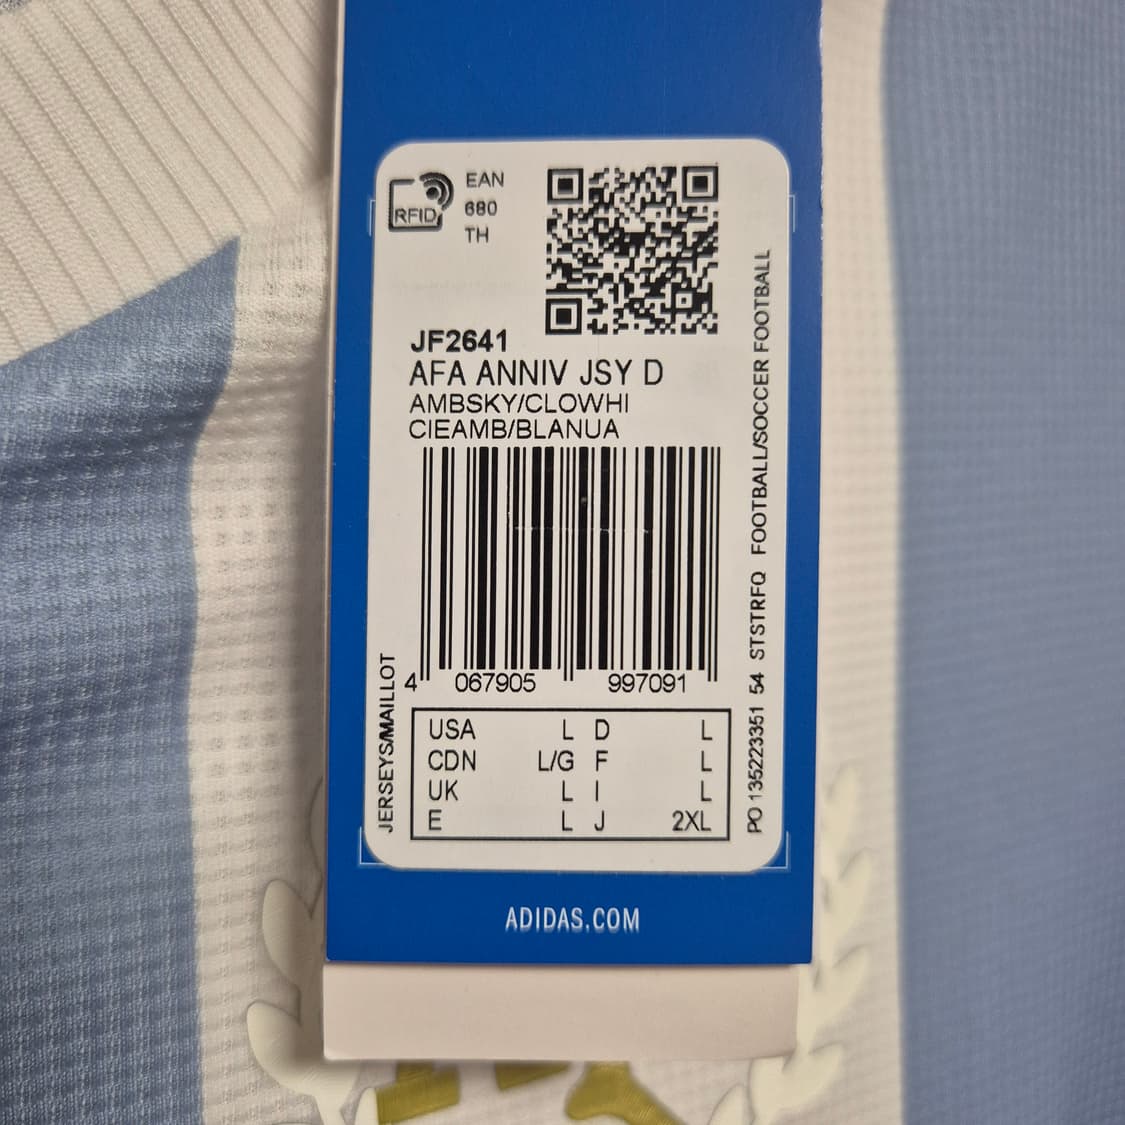 RFID
EAN
680
TH
JF2641
AFA ANNIV JSY D
AMBSKY/CLOWHI
CIEAMB/BLANUA
4 067905 997091
USA L D L
CDN L/G F L
UK L I L
E L J 2XL
JERSEYS/MAILLOT
PO 135223351 54 STSTRFQ FOOTBALL/SOCCER FOOTBALL
ADIDAS.COM